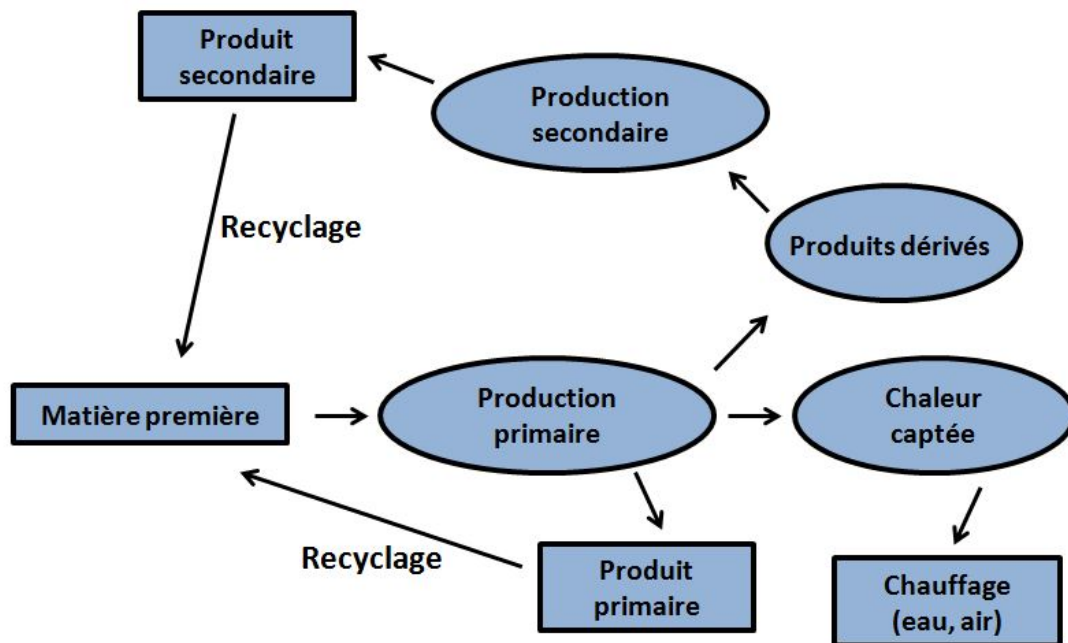 Produit
secondaire
Production
secondaire
Recyclage
Produits dérivés
Matière première
Production
primaire
Chaleur
captée
Recyclage
Produit
primaire
Chauffage
(eau, air)